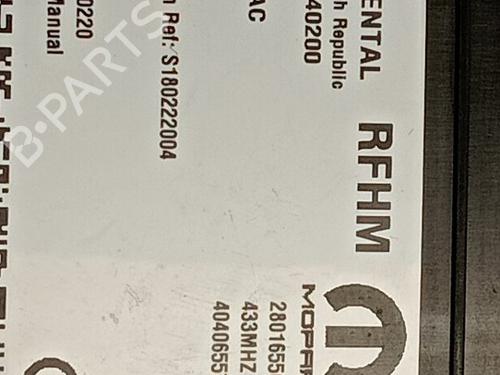 ENTAL
h Republic
40200
RFHM
AC
n Ref: S180222004
0220
Manual
MOPAR
2801655
433MHZ
4040655
B-PARTS